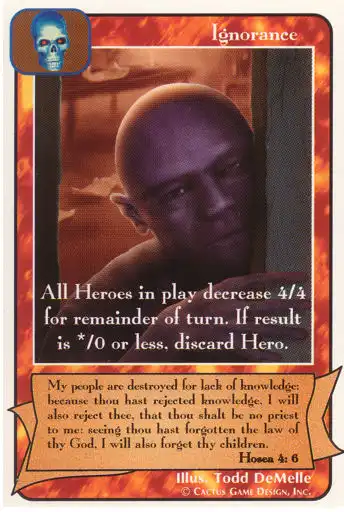 Ignorance
All Heroes in play decrease 4/4
for remainder of turn. If result
is */0 or less, discard Hero.
My people are destroyed for lack of knowledge:
because thou hast rejected knowledge, I will
also reject thee, that thou shalt be no priest
to me: seeing thou hast forgotten the law of
thy God, I will also forget thy children.
Hosea 4: 6
Illus. Todd DeMelle
© Cactus Game Design, Inc.